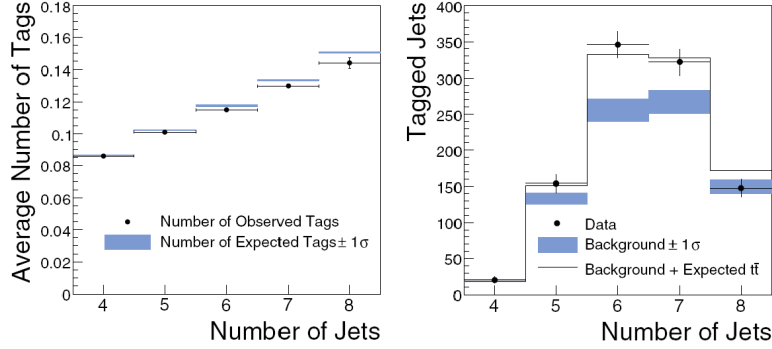 Average Number of Tags
0.18
0.16
0.14
0.12
0.1
0.08
0.06
0.04
0.02
0
Number of Observed Tags
Number of Expected Tags ± 1σ
4 5 6 7 8
Number of Jets
Tagged Jets
400
350
300
250
200
150
100
50
0
Data
Background ± 1σ
Background + Expected tt̄
4 5 6 7 8
Number of Jets